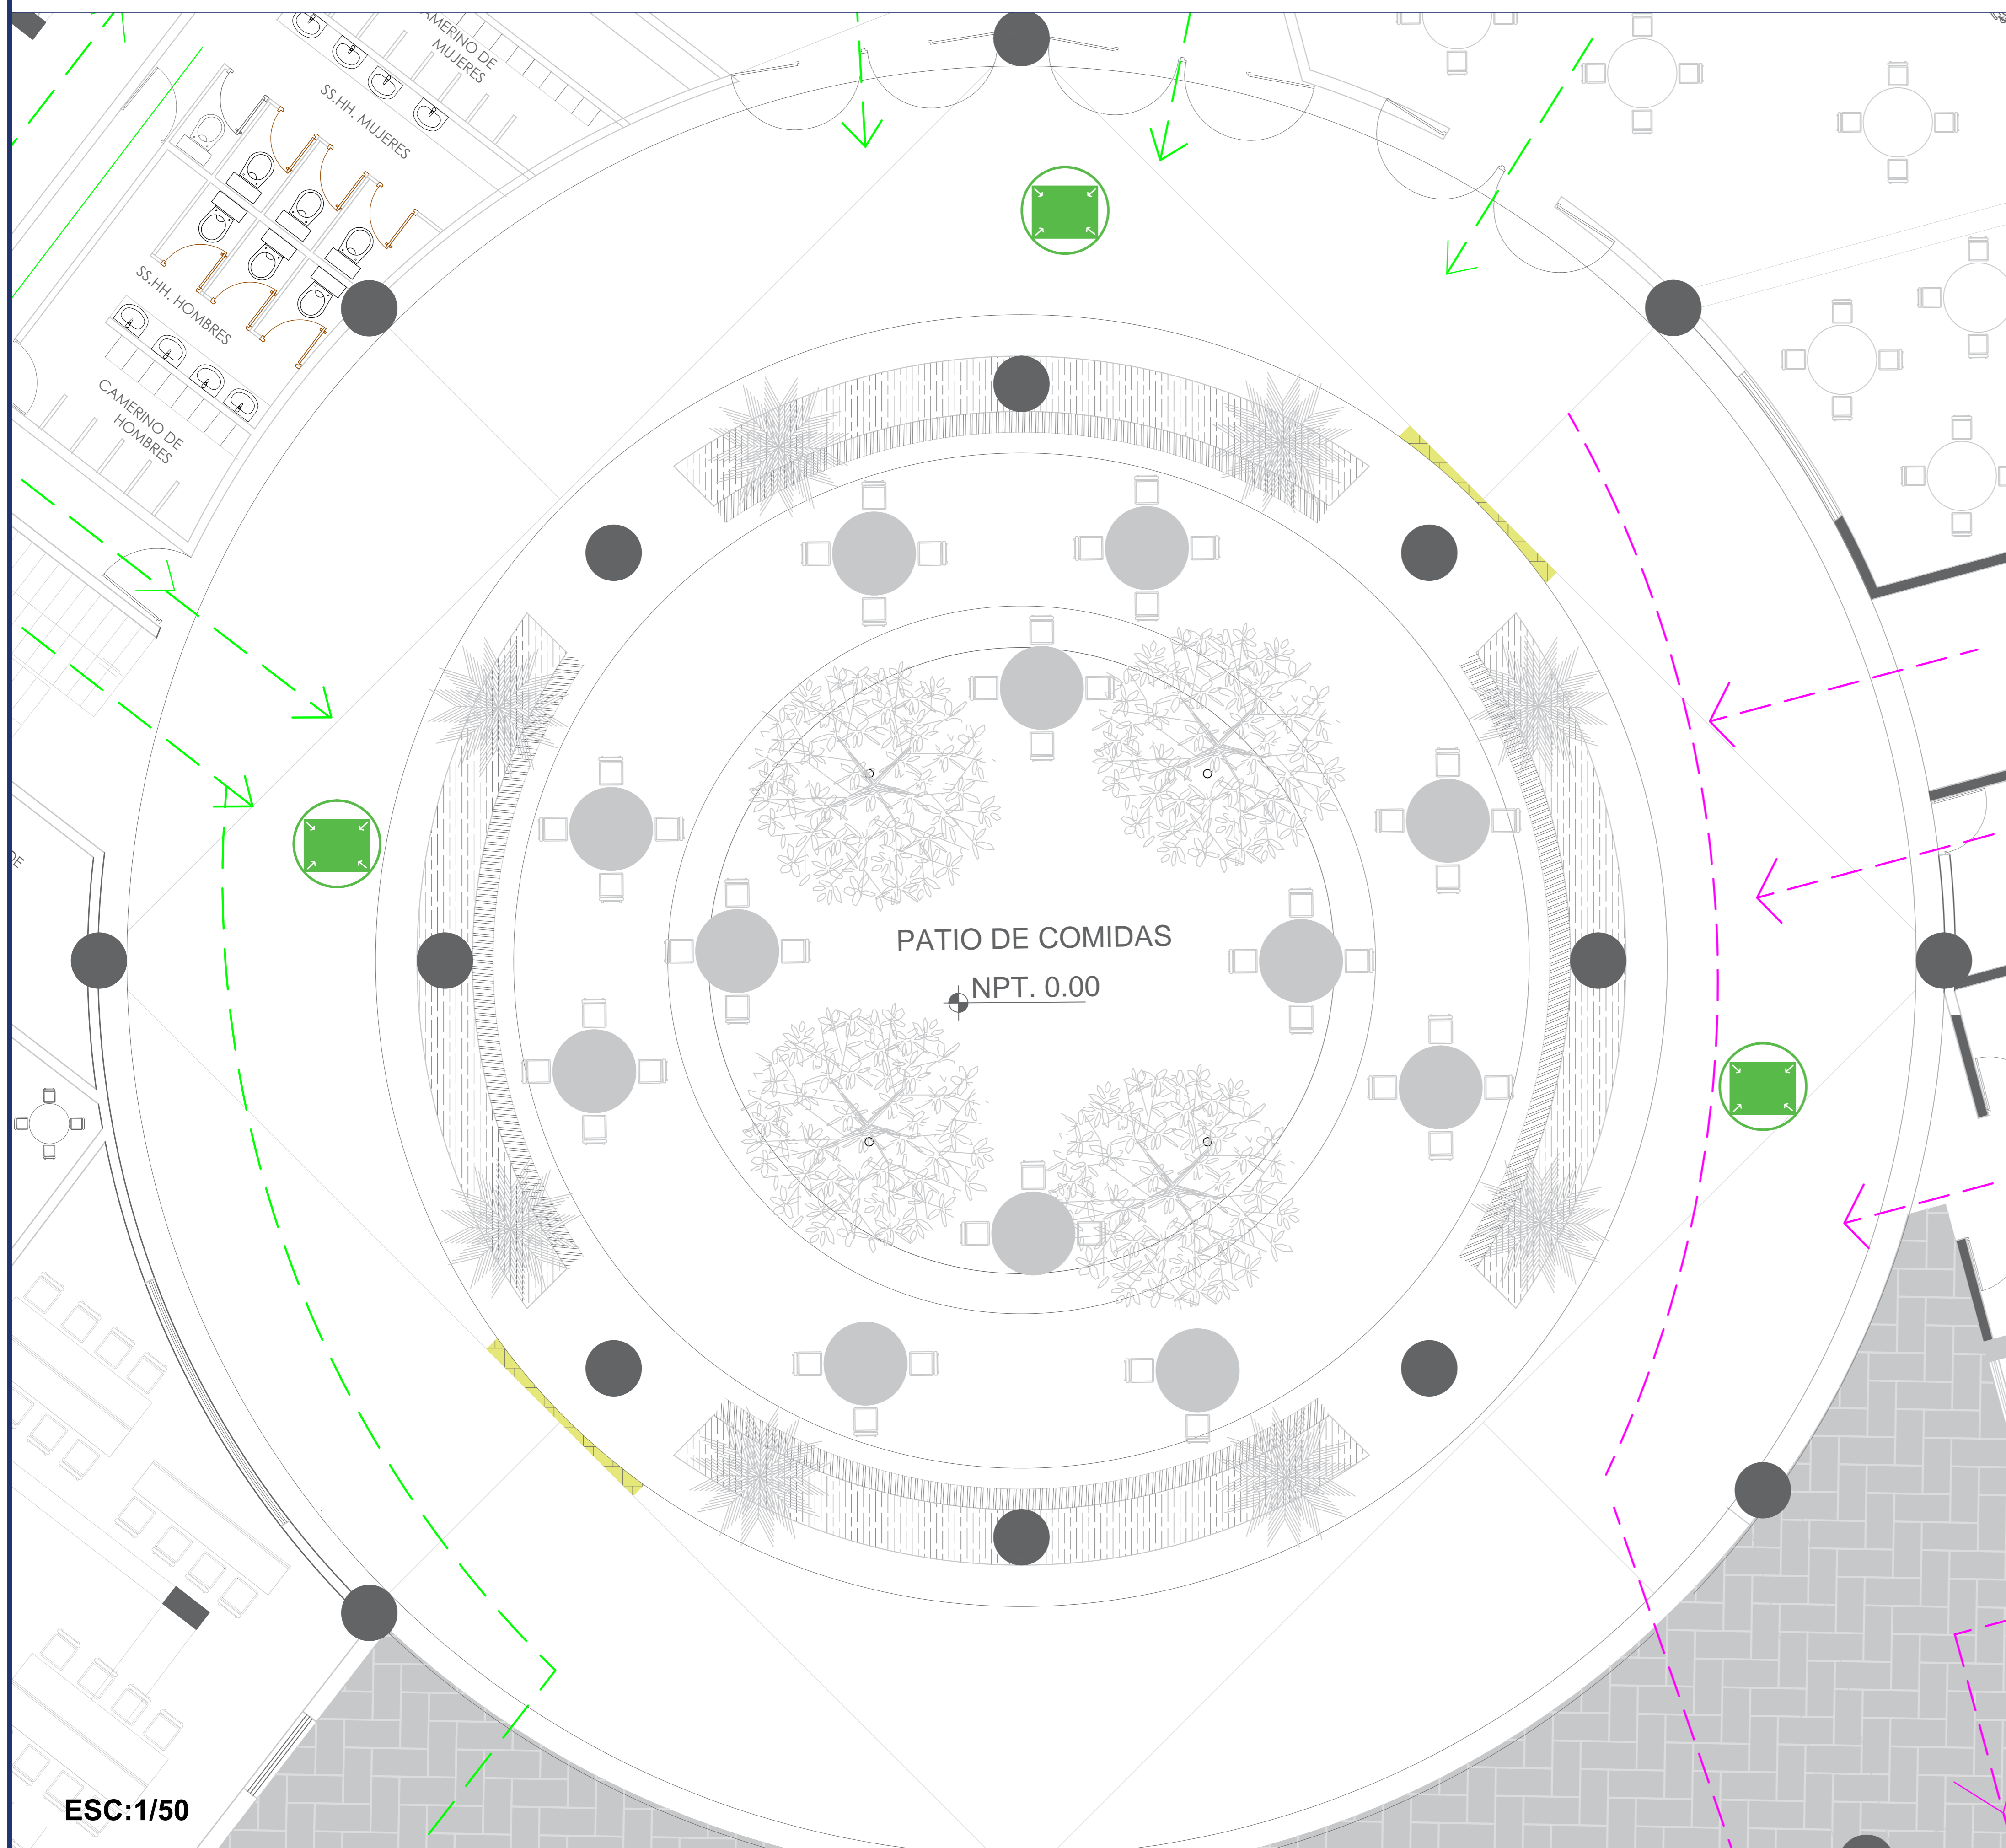 CAMERINO DE
MUJERES
SS.HH. MUJERES
SS.HH. HOMBRES
CAMERINO DE
HOMBRES
DE
PATIO DE COMIDAS
NPT. 0.00
ESC:1/50